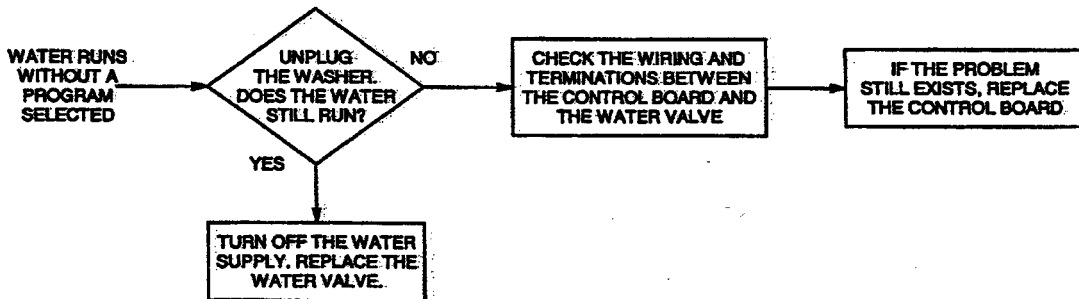 WATER RUNS
WITHOUT A
PROGRAM
SELECTED
UNPLUG
THE WASHER.
DOES THE WATER
STILL RUN?
NO
YES
CHECK THE WIRING AND
TERMINATIONS BETWEEN
THE CONTROL BOARD AND
THE WATER VALVE
IF THE PROBLEM
STILL EXISTS, REPLACE
THE CONTROL BOARD
TURN OFF THE WATER
SUPPLY. REPLACE THE
WATER VALVE.